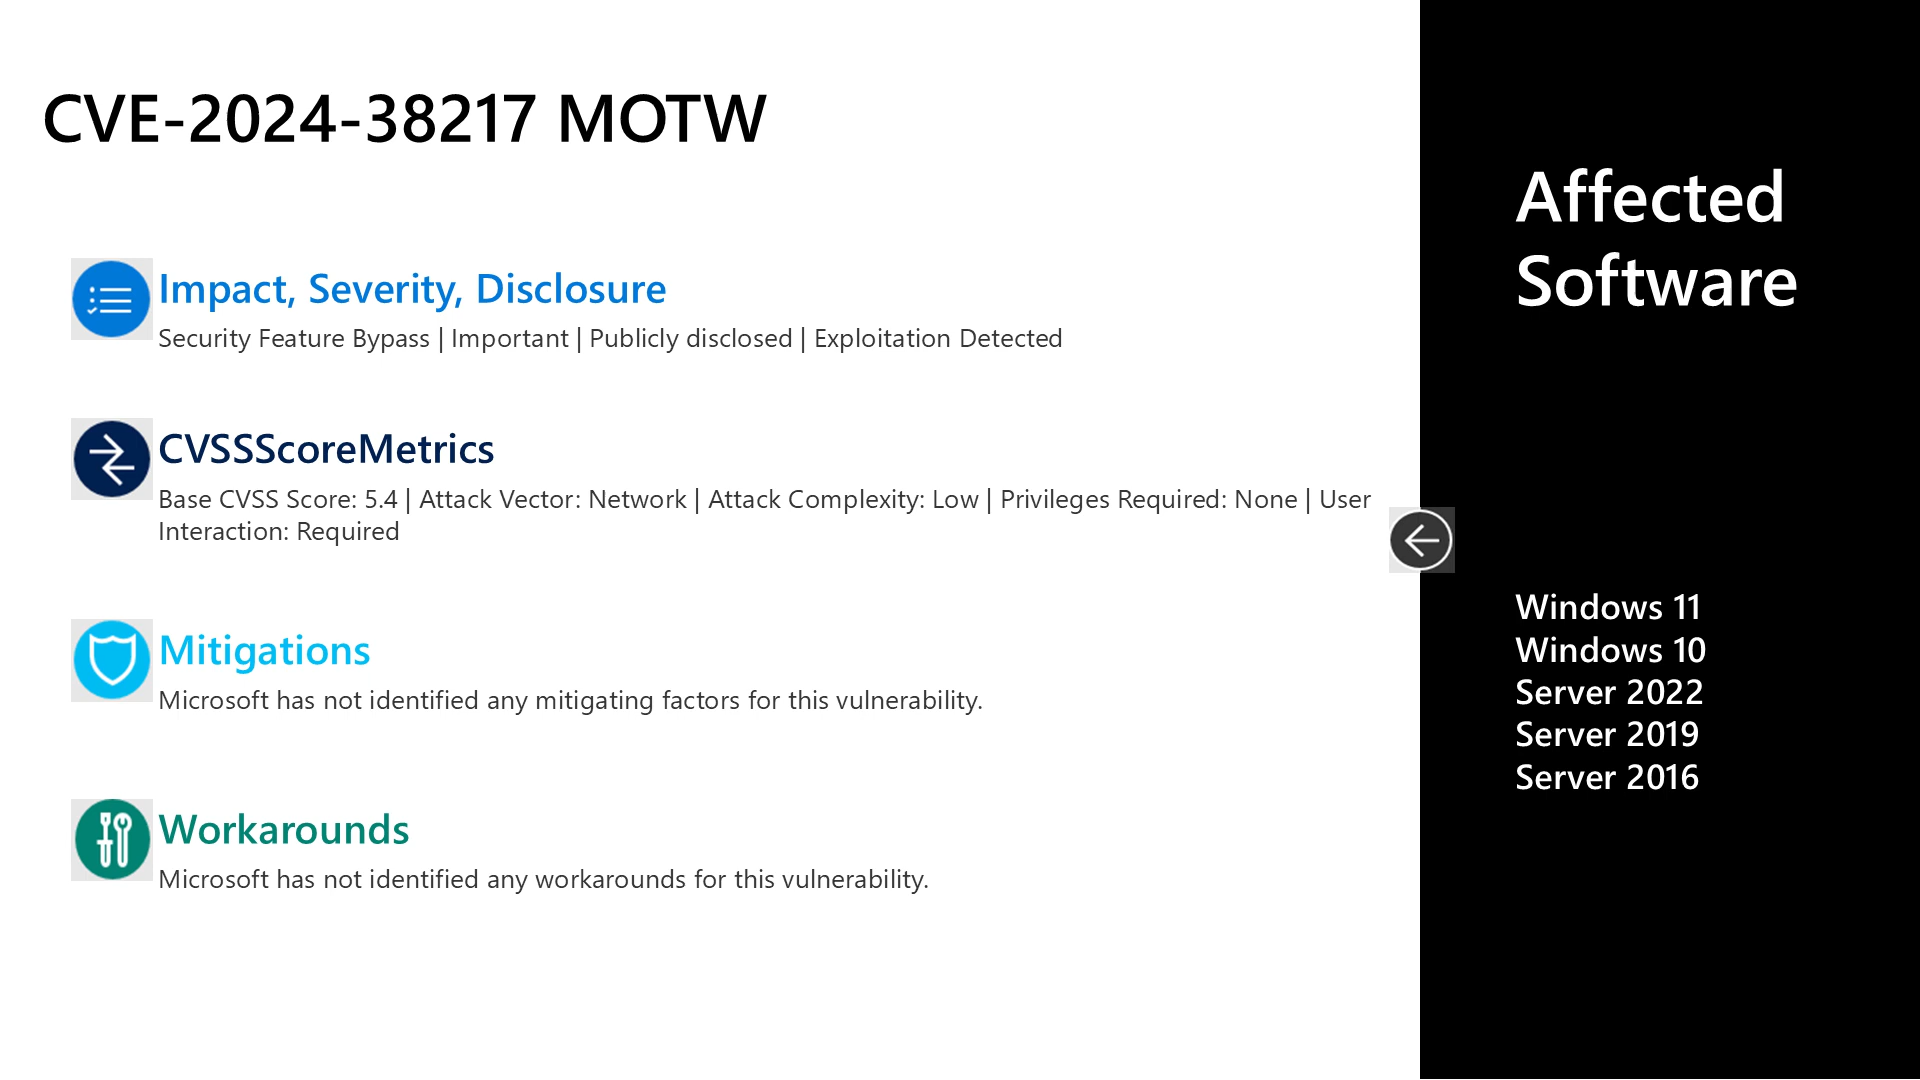 CVE-2024-38217 MOTW
Impact, Severity, Disclosure
Security Feature Bypass | Important | Publicly disclosed | Exploitation Detected
CVSSScoreMetrics
Base CVSS Score: 5.4 | Attack Vector: Network | Attack Complexity: Low | Privileges Required: None | User
Interaction: Required
Mitigations
Microsoft has not identified any mitigating factors for this vulnerability.
Workarounds
Microsoft has not identified any workarounds for this vulnerability.
Affected
Software
Windows 11
Windows 10
Server 2022
Server 2019
Server 2016